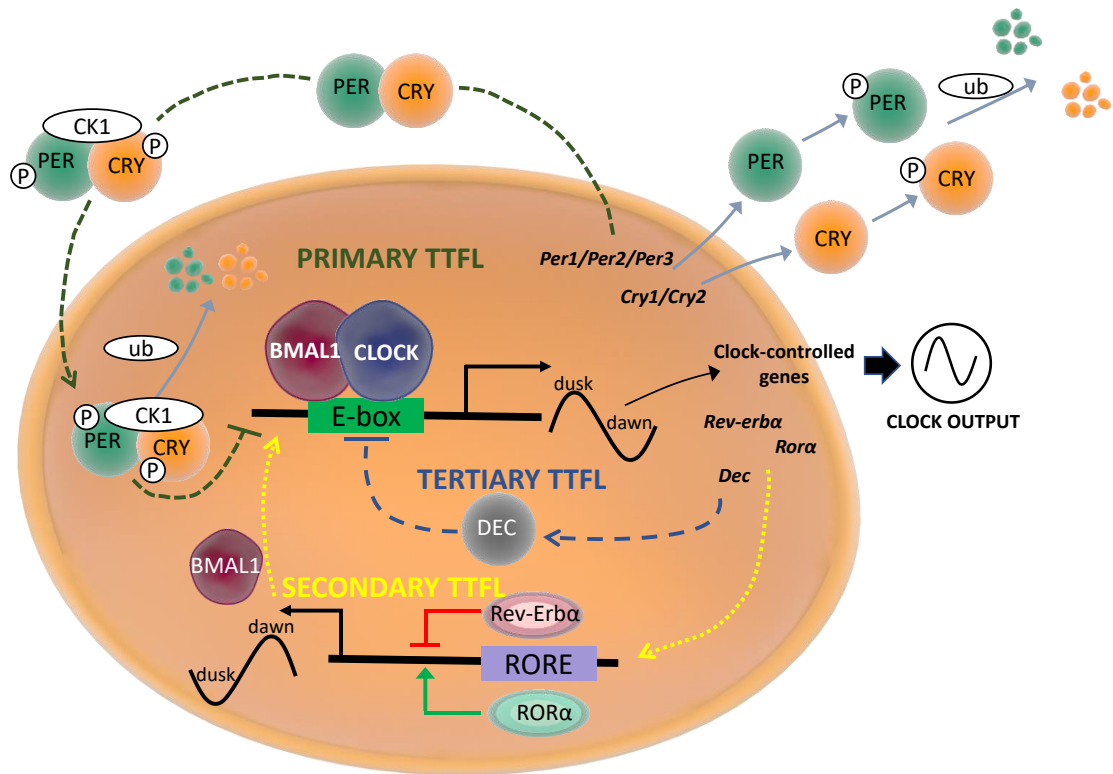 PER
CRY
P
PER
ub
CK1
PER
CRY
P
P
PER
P
CRY
CRY
PRIMARY TTFL
Per1/Per2/Per3
Cry1/Cry2
BMAL1
CLOCK
ub
E-box
dusk
dawn
Clock-controlled
genes
CLOCK OUTPUT
Rev-erbα
Rorα
Dec
P
CK1
PER
CRY
P
TERTIARY TTFL
DEC
BMAL1
SECONDARY TTFL
Rev-Erbα
dawn
dusk
RORE
RORα